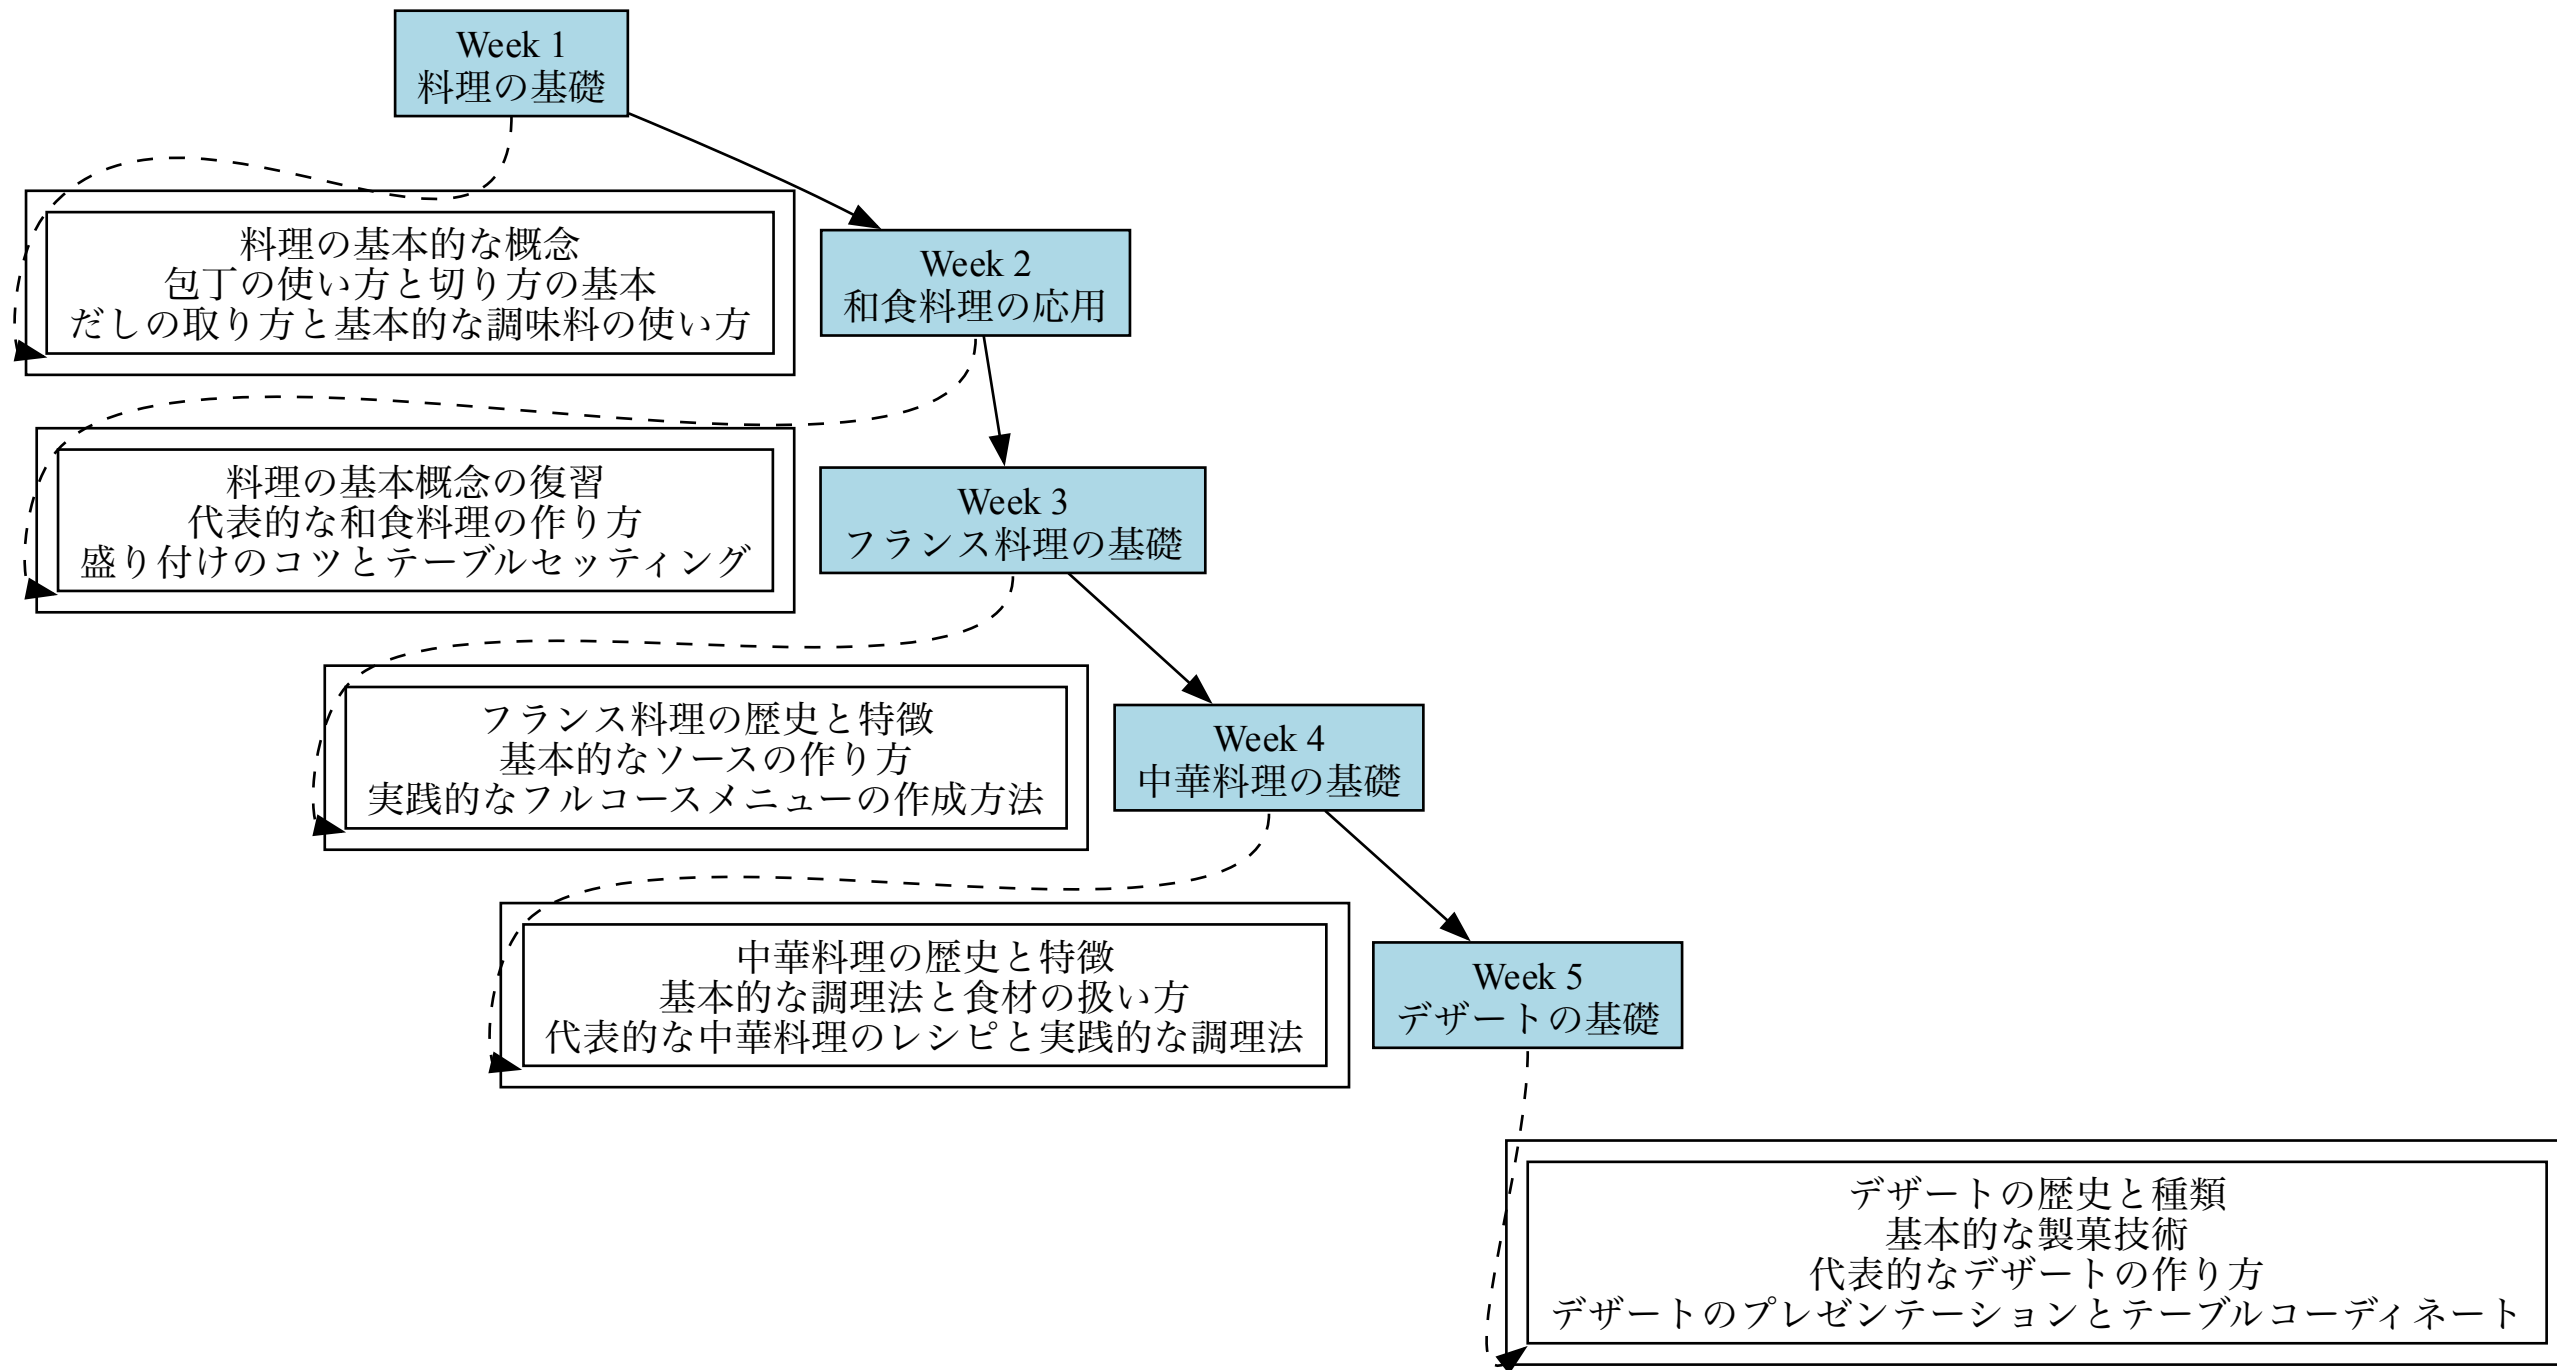 Week 1
料理の基礎
料理の基本的な概念
包丁の使い方と切り方の基本
だしの取り方と基本的な調味料の使い方
Week 2
和食料理の応用
料理の基本概念の復習
代表的な和食料理の作り方
盛り付けのコツとテーブルセッティング
Week 3
フランス料理の基礎
フランス料理の歴史と特徴
基本的なソースの作り方
実践的なフルコースメニューの作成方法
Week 4
中華料理の基礎
中華料理の歴史と特徴
基本的な調理法と食材の扱い方
代表的な中華料理のレシピと実践的な調理法
Week 5
デザートの基礎
デザートの歴史と種類
基本的な製菓技術
代表的なデザートの作り方
デザートのプレゼンテーションとテーブルコーディネート